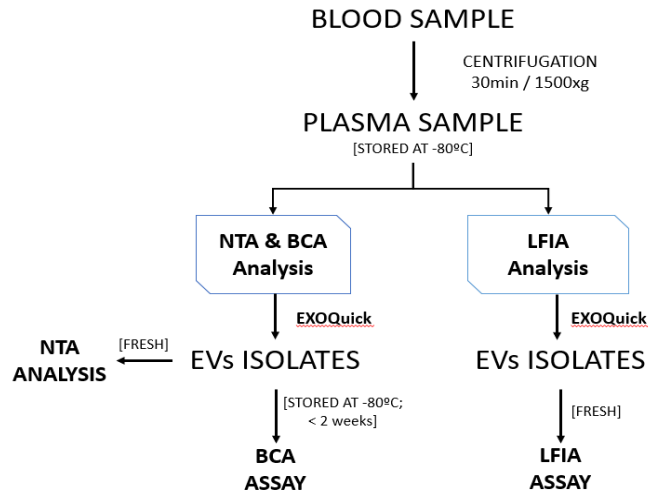 BLOOD SAMPLE
CENTRIFUGATION
30min / 1500xg
PLASMA SAMPLE
[STORED AT -80ºC]
NTA & BCA
Analysis
LFIA
Analysis
EXOQuick
EXOQuick
[FRESH]
NTA
ANALYSIS
EVs ISOLATES
EVs ISOLATES
[STORED AT -80ºC;
< 2 weeks]
[FRESH]
BCA
ASSAY
LFIA
ASSAY